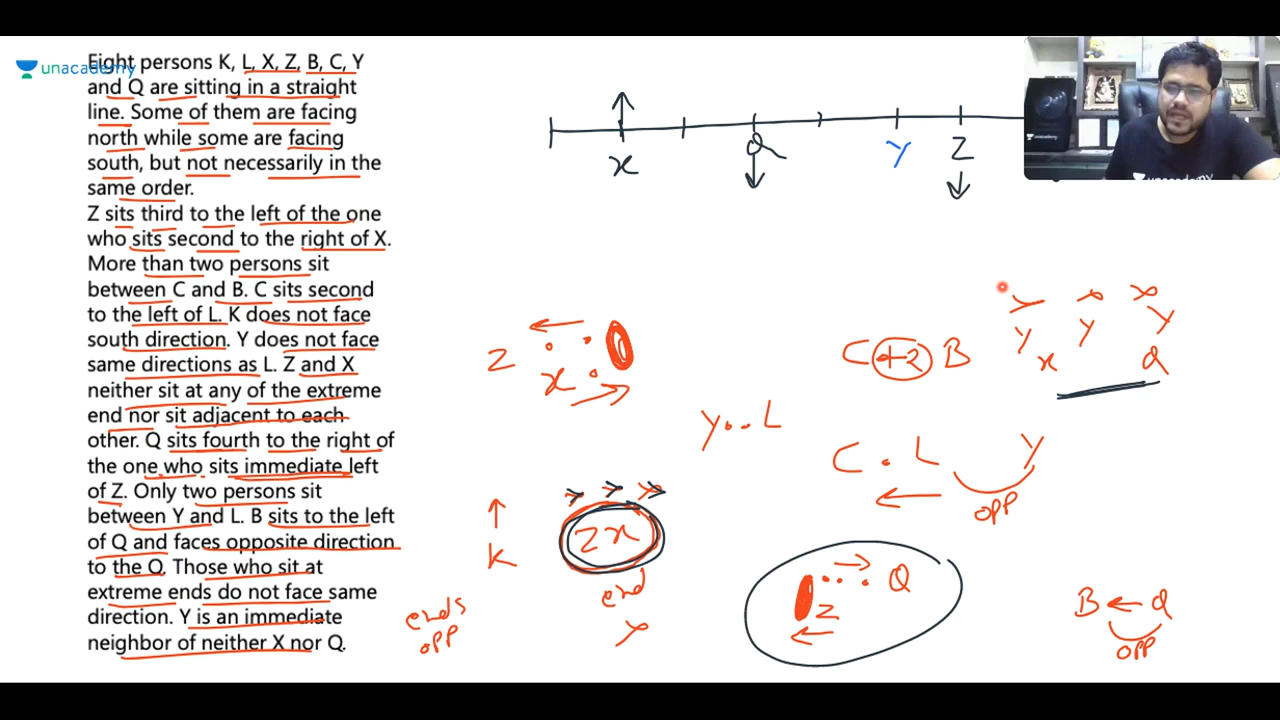 Eight persons K, L, X, Z, B, C, Y
unacademy
and Q are sitting in a straight
line. Some of them are facing
north while some are facing
south, but not necessarily in the
same order.
Z sits third to the left of the one
who sits second to the right of X.
More than two persons sit
between C and B. C sits second
to the left of L. K does not face
south direction. Y does not face
same directions as L. Z and X
neither sit at any of the extreme
end nor sit adjacent to each
other. Q sits fourth to the right of
the one who sits immediate left
of Z. Only two persons sit
between Y and L. B sits to the left
of Q and faces opposite direction
to the Q. Those who sit at
extreme ends do not face same
direction. Y is an immediate
neighbor of neither X nor Q.
x Q Y Z
unacademy
Z
x
C +2 B
Y Y Y
x Q
Y . . L
C . L Y
opp
K
Z x
end
ends
opp
Q
Z
B ← Q
opp